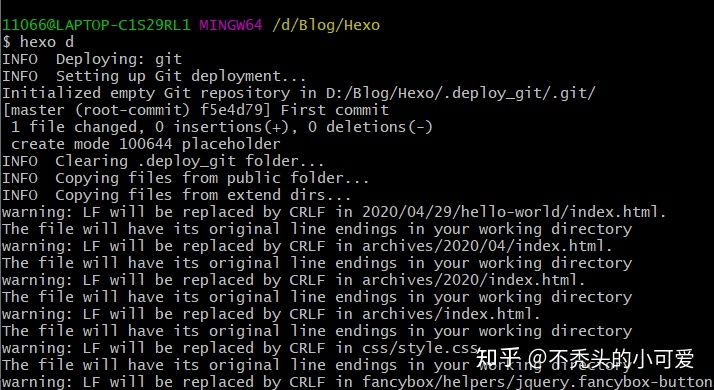 11066@LAPTOP-C1S29RL1 MINGW64 /d/Blog/Hexo
$ hexo d
INFO  Deploying: git
INFO  Setting up Git deployment...
Initialized empty Git repository in D:/Blog/Hexo/.deploy_git/.git/
[master (root-commit) f5e4d79] First commit
 1 file changed, 0 insertions(+), 0 deletions(-)
 create mode 100644 placeholder
INFO  Clearing .deploy_git folder...
INFO  Copying files from public folder...
INFO  Copying files from extend dirs...
warning: LF will be replaced by CRLF in 2020/04/29/hello-world/index.html.
The file will have its original line endings in your working directory
warning: LF will be replaced by CRLF in archives/2020/04/index.html.
The file will have its original line endings in your working directory
warning: LF will be replaced by CRLF in archives/2020/index.html.
The file will have its original line endings in your working directory
warning: LF will be replaced by CRLF in archives/index.html.
The file will have its original line endings in your working directory
warning: LF will be replaced by CRLF in css/style.css.
知乎 @不秃头的小可爱
The file will have its original line endings in your working directory
warning: LF will be replaced by CRLF in fancybox/helpers/jquery.fancybox-button